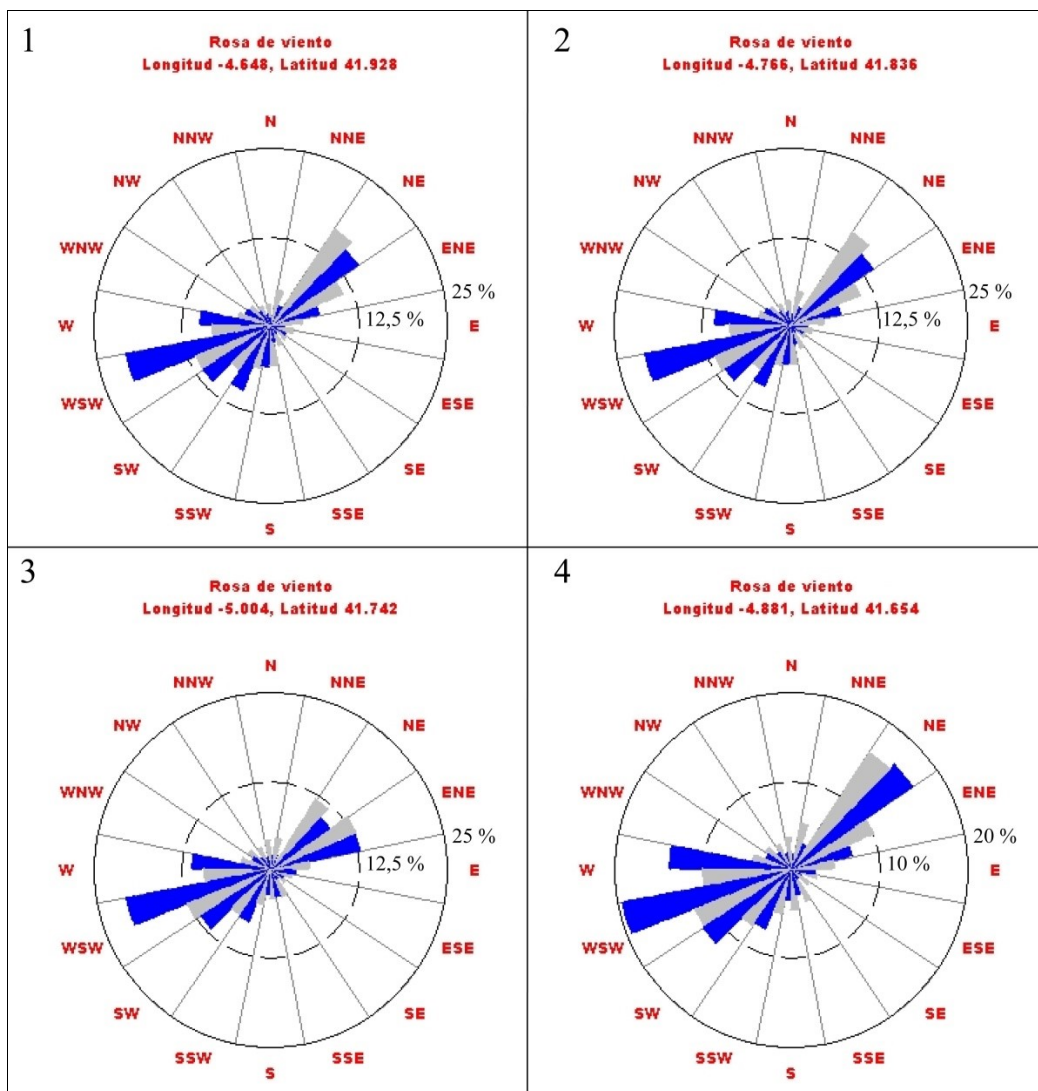 1
Rosa de viento
Longitud -4.648, Latitud 41.928
N
NNW
NNE
NW
NE
WNW
ENE
25 %
W
12,5 %
E
WSW
ESE
SW
SE
SSW
SSE
S
2
Rosa de viento
Longitud -4.766, Latitud 41.836
N
NNW
NNE
NW
NE
WNW
ENE
25 %
W
12,5 %
E
WSW
ESE
SW
SE
SSW
SSE
S
3
Rosa de viento
Longitud -5.004, Latitud 41.742
N
NNW
NNE
NW
NE
WNW
ENE
25 %
W
12,5 %
E
WSW
ESE
SW
SE
SSW
SSE
S
4
Rosa de viento
Longitud -4.881, Latitud 41.654
N
NNW
NNE
NW
NE
WNW
ENE
20 %
W
10 %
E
WSW
ESE
SW
SE
SSW
SSE
S